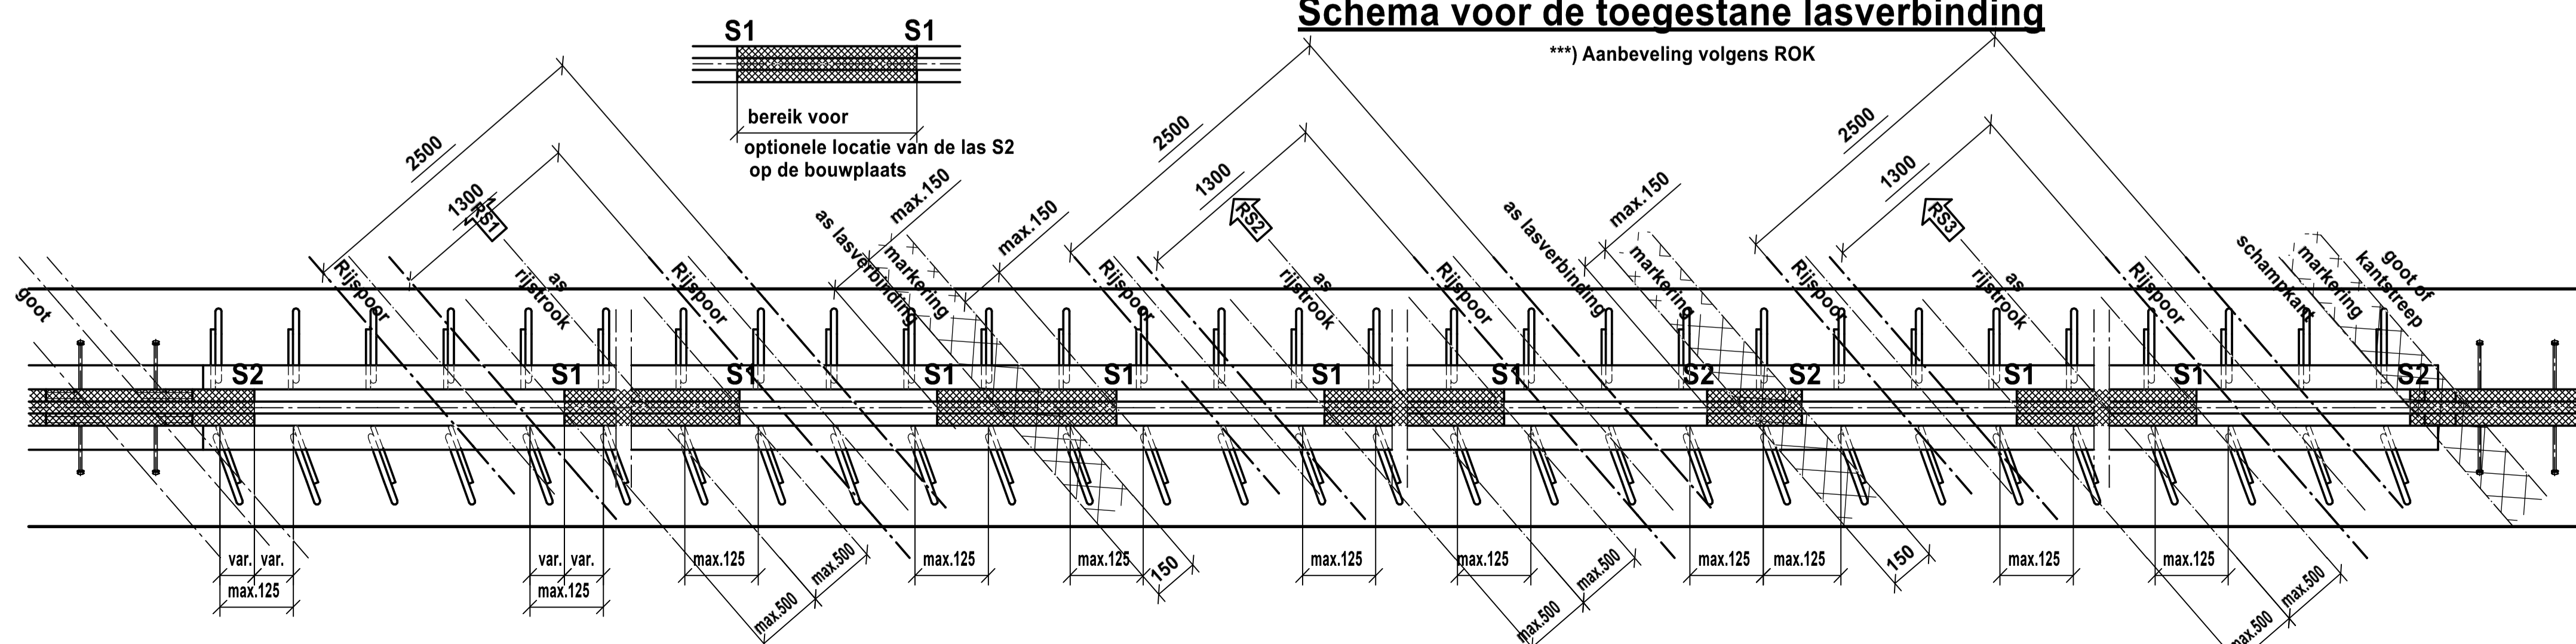 Schema voor de toegestane lasverbinding
***) Aanbeveling volgens ROK
S1 S1
bereik voor
optionele locatie van de las S2
op de bouwplaats
2500
1300
RS1
max.150
max.150
2500
1300
RS2
max.150
2500
1300
RS3
goot
Rijspoor
as
rijstrook
Rijspoor
as lasverbinding
markering
Rijspoor
as
rijstrook
Rijspoor
as lasverbinding
markering
Rijspoor
as
rijstrook
Rijspoor
schampkant
markering
goot of
kantstreep
S2 S1 S1 S1 S1 S1 S1 S2 S2 S1 S1 S2
var. var.
max.125
var. var.
max.125
max.125
max.500
max.500
max.125
max.125
150
max.125
max.125
max.500
max.500
max.125
max.125
150
max.125
max.125
max.500
max.500